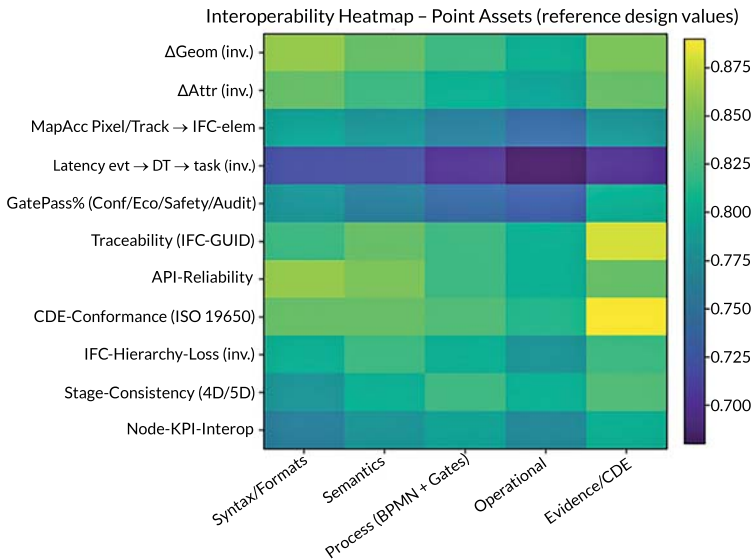 Interoperability Heatmap – Point Assets (reference design values)
ΔGeom (inv.)
ΔAttr (inv.)
MapAcc Pixel/Track → IFC-elem
Latency evt → DT → task (inv.)
GatePass% (Conf/Eco/Safety/Audit)
Traceability (IFC-GUID)
API-Reliability
CDE-Conformance (ISO 19650)
IFC-Hierarchy-Loss (inv.)
Stage-Consistency (4D/5D)
Node-KPI-Interop
Syntax/Formats
Semantics
Process (BPMN + Gates)
Operational
Evidence/CDE
0.875
0.850
0.825
0.800
0.775
0.750
0.725
0.700